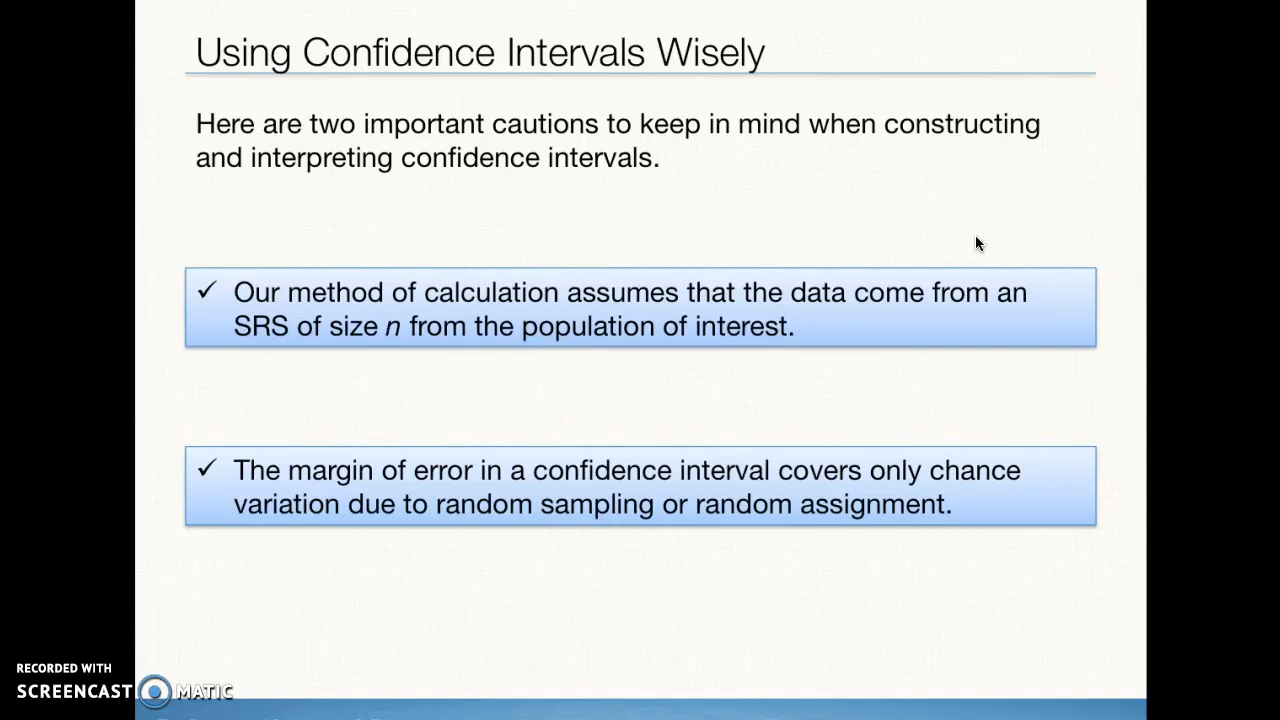 Using Confidence Intervals Wisely
Here are two important cautions to keep in mind when constructing
and interpreting confidence intervals.
✓ Our method of calculation assumes that the data come from an
SRS of size n from the population of interest.
✓ The margin of error in a confidence interval covers only chance
variation due to random sampling or random assignment.
RECORDED WITH
SCREENCAST MATIC